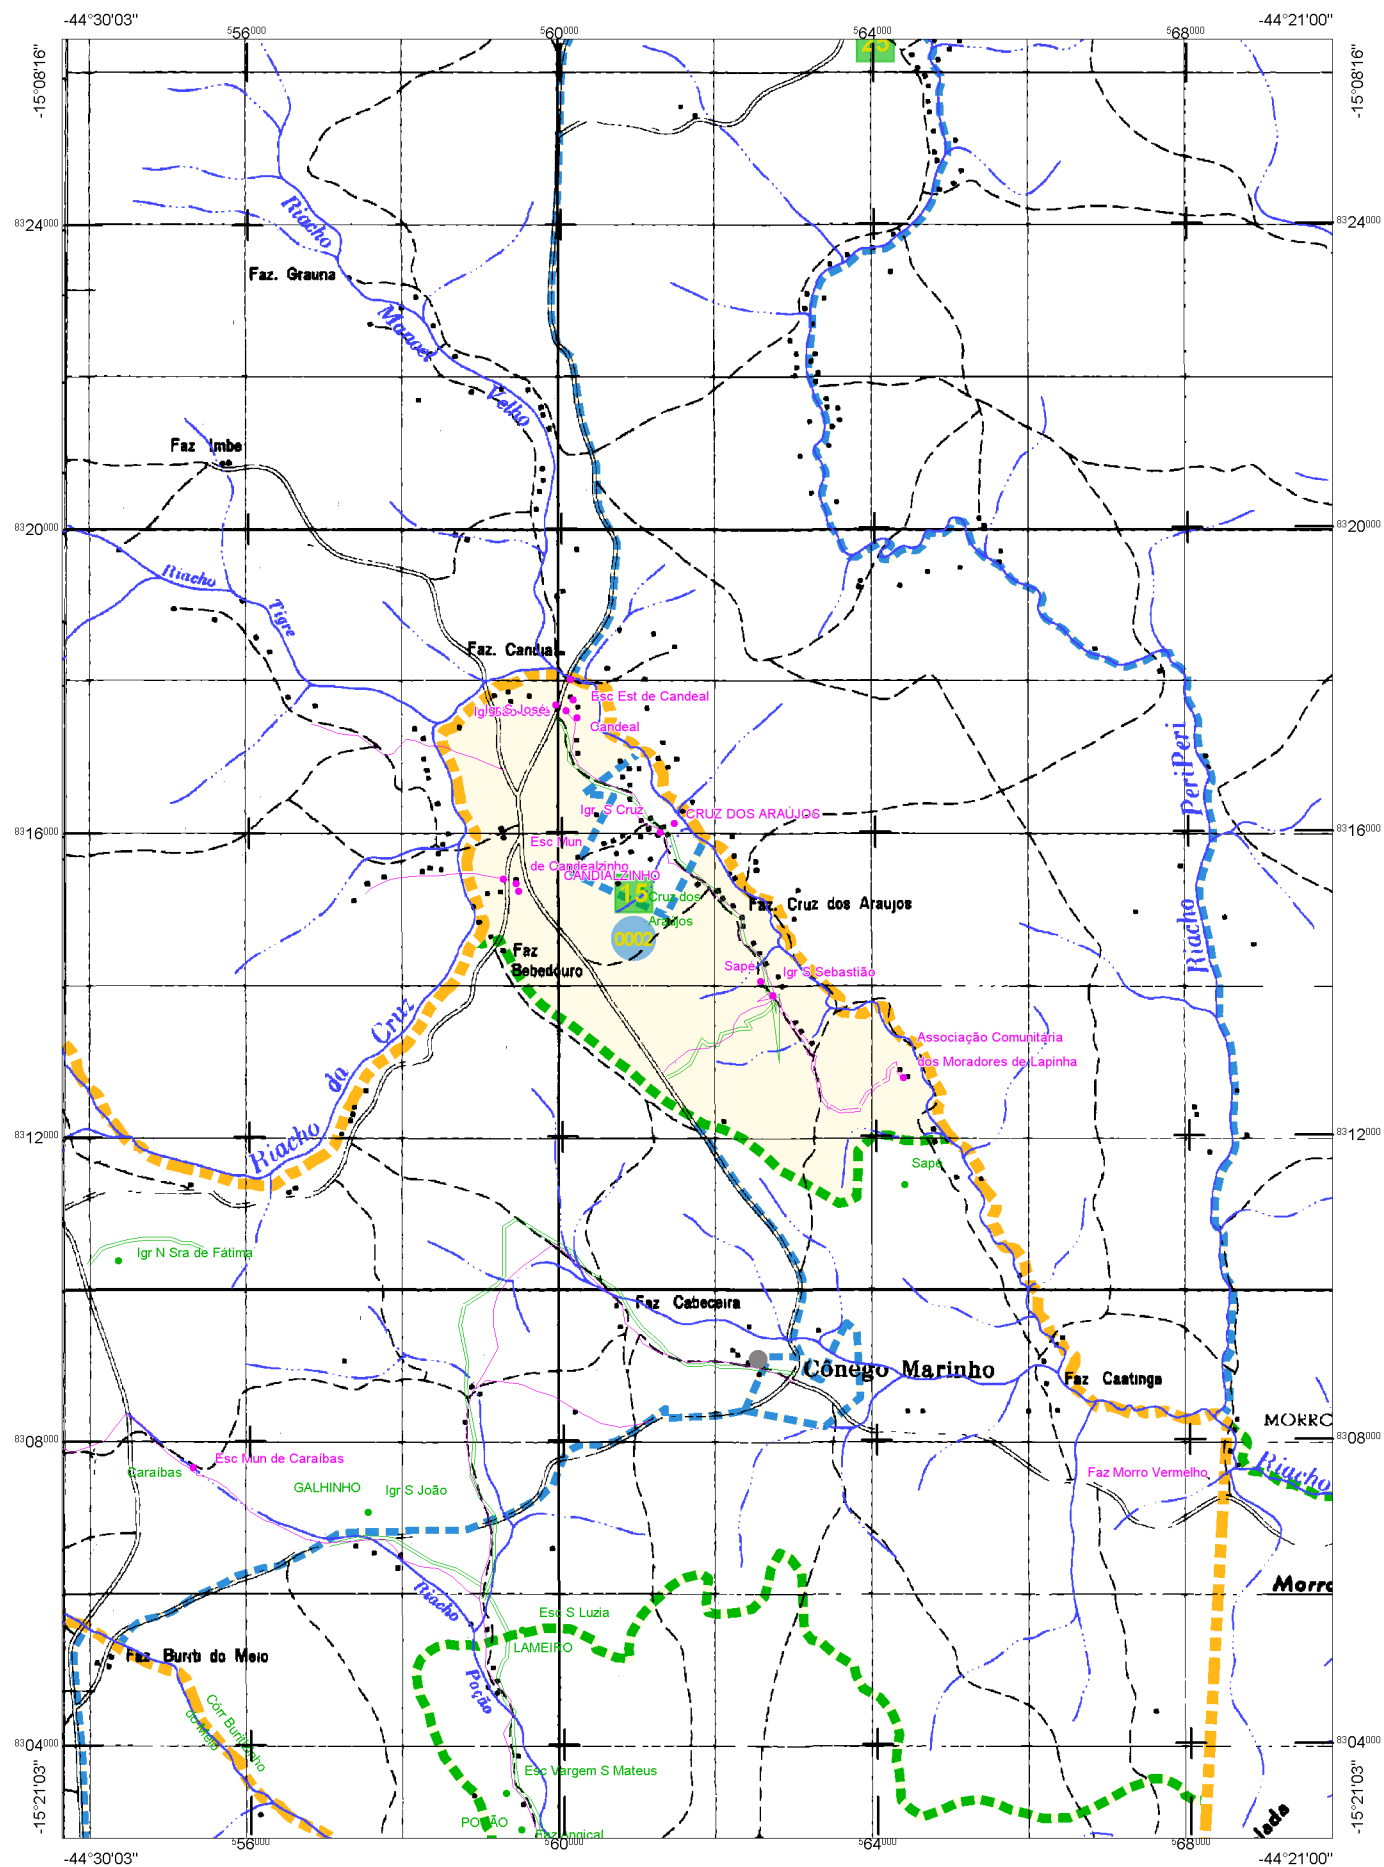 -44°30'03"
-44°21'00"
556000
560000
564000
568000
-15°08'16"
-15°08'16"
25
Riacho
8324000
8324000
Faz. Grauna
Manoel
Velho
Faz Imbe
8320000
8320000
Riacho
Tigre
Faz. Candial
Esc Est de Candeal
Igr S José
Candeal
Riacho PeriPeri
Igr S Cruz
CRUZ DOS ARAÚJOS
8316000
8316000
Esc Mun
de Candealzinho
CANDIALZINHO
15
Cruz dos
Araújos
Faz. Cruz dos Araujos
0002
Faz
Bebedouro
Sapé
Igr S Sebastião
Riacho da Cruz
Associação Comunitária
dos Moradores de Lapinha
8312000
8312000
Sapé
Igr N Sra de Fátima
Faz Cabeceira
Cônego Marinho
Faz Caatinga
MORRO
8308000
8308000
Esc Mun de Caraíbas
Caraíbas
Riacho
Faz Morro Vermelho
GALHINHO
Igr S João
Riacho
Morro
Esc S Luzia
LAMEIRO
Faz Buriti do Meio
Poção
Córr Buritizinho
do Meio
8304000
8304000
Esc Vargem S Mateus
POÇÃO
Faz Angical
lada
-15°21'03"
-15°21'03"
556000
560000
564000
568000
-44°30'03"
-44°21'00"